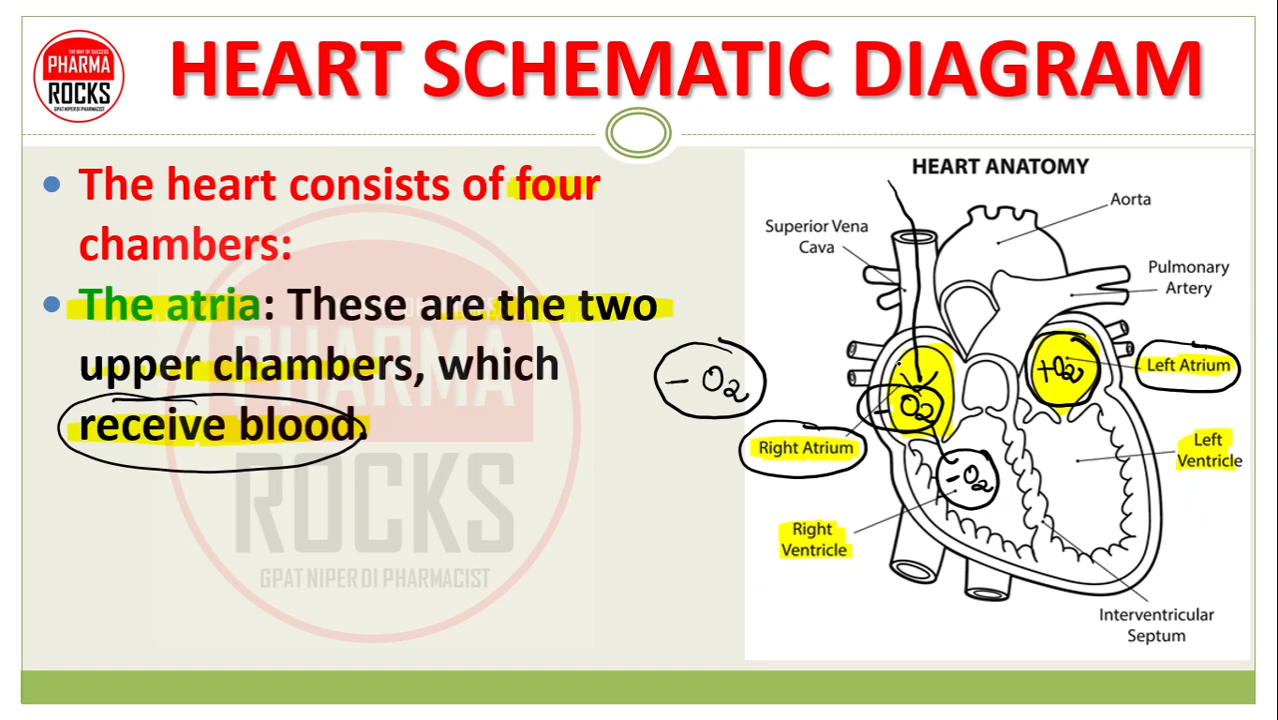 THE WAY OF SUCCESS
PHARMA
ROCKS
GPAT NIPER DI PHARMACIST
HEART SCHEMATIC DIAGRAM
• The heart consists of four
chambers:
• The atria: These are the two
upper chambers, which
receive blood.
PHARMA
ROCKS
GPAT NIPER DI PHARMACIST
- O2
HEART ANATOMY
Aorta
Superior Vena
Cava
Pulmonary
Artery
+O2
Left Atrium
- O2
Right Atrium
Left
Ventricle
- O2
Right
Ventricle
Interventricular
Septum